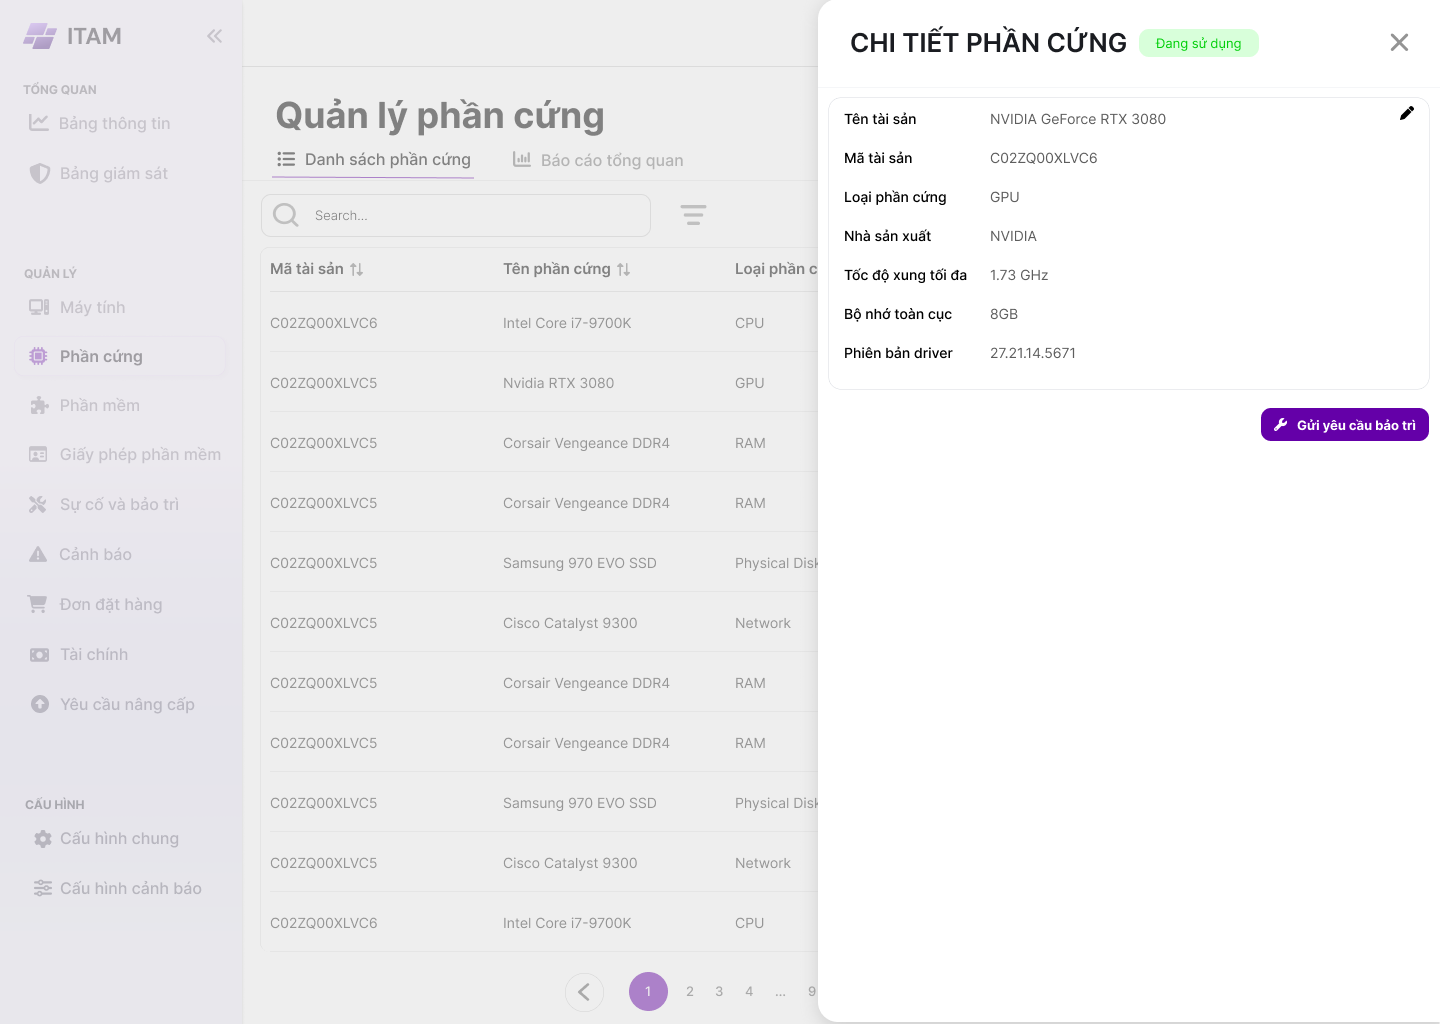 ITAM
TỔNG QUAN
Bảng thông tin
Bảng giám sát
QUẢN LÝ
Máy tính
Phần cứng
Phần mềm
Giấy phép phần mềm
Sự cố và bảo trì
Cảnh báo
Đơn đặt hàng
Tài chính
Yêu cầu nâng cấp
CẤU HÌNH
Cấu hình chung
Cấu hình cảnh báo
Quản lý phần cứng
Danh sách phần cứng Báo cáo tổng quan
Search...
Mã tài sản Tên phần cứng Loại phần c
C02ZQ00XLVC6 Intel Core i7-9700K CPU
C02ZQ00XLVC5 Nvidia RTX 3080 GPU
C02ZQ00XLVC5 Corsair Vengeance DDR4 RAM
C02ZQ00XLVC5 Corsair Vengeance DDR4 RAM
C02ZQ00XLVC5 Samsung 970 EVO SSD Physical Disk
C02ZQ00XLVC5 Cisco Catalyst 9300 Network
C02ZQ00XLVC5 Corsair Vengeance DDR4 RAM
C02ZQ00XLVC5 Corsair Vengeance DDR4 RAM
C02ZQ00XLVC5 Samsung 970 EVO SSD Physical Disk
C02ZQ00XLVC5 Cisco Catalyst 9300 Network
C02ZQ00XLVC6 Intel Core i7-9700K CPU
1 2 3 4 ... 9
CHI TIẾT PHẦN CỨNG Đang sử dụng
Tên tài sản NVIDIA GeForce RTX 3080
Mã tài sản C02ZQ00XLVC6
Loại phần cứng GPU
Nhà sản xuất NVIDIA
Tốc độ xung tối đa 1.73 GHz
Bộ nhớ toàn cục 8GB
Phiên bản driver 27.21.14.5671
Gửi yêu cầu bảo trì